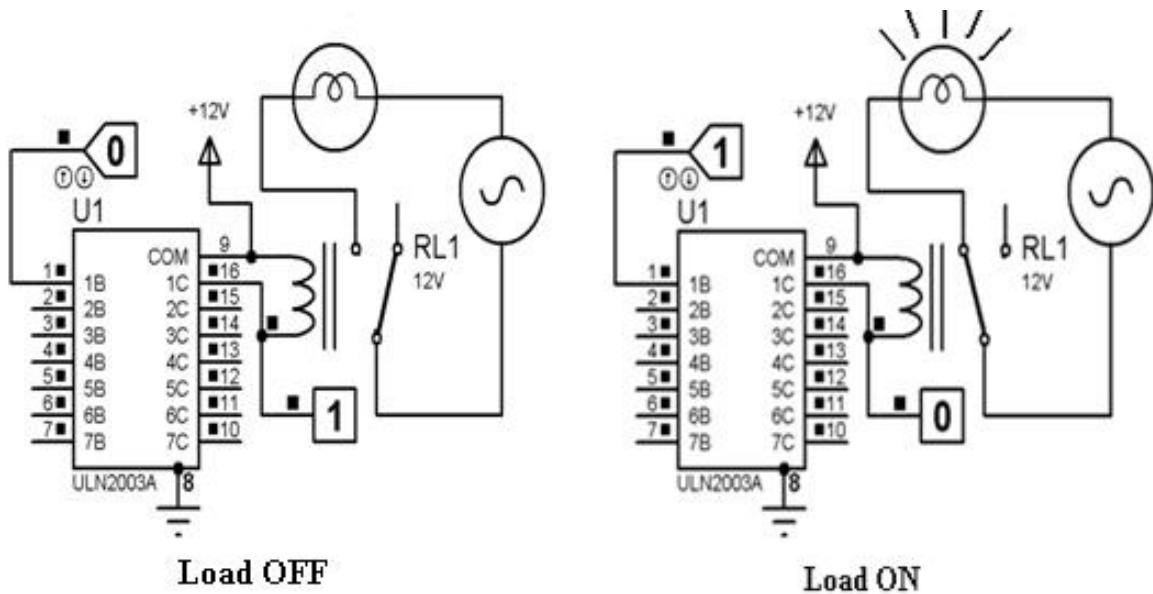 +12V
0
U1
COM 9
1 1B 1C 16
2 2B 2C 15
3 3B 3C 14
4 4B 4C 13
5 5B 5C 12
6 6B 6C 11
7 7B 7C 10
ULN2003A 8
RL1
12V
1
Load OFF
+12V
1
U1
COM 9
1 1B 1C 16
2 2B 2C 15
3 3B 3C 14
4 4B 4C 13
5 5B 5C 12
6 6B 6C 11
7 7B 7C 10
ULN2003A 8
RL1
12V
0
Load ON